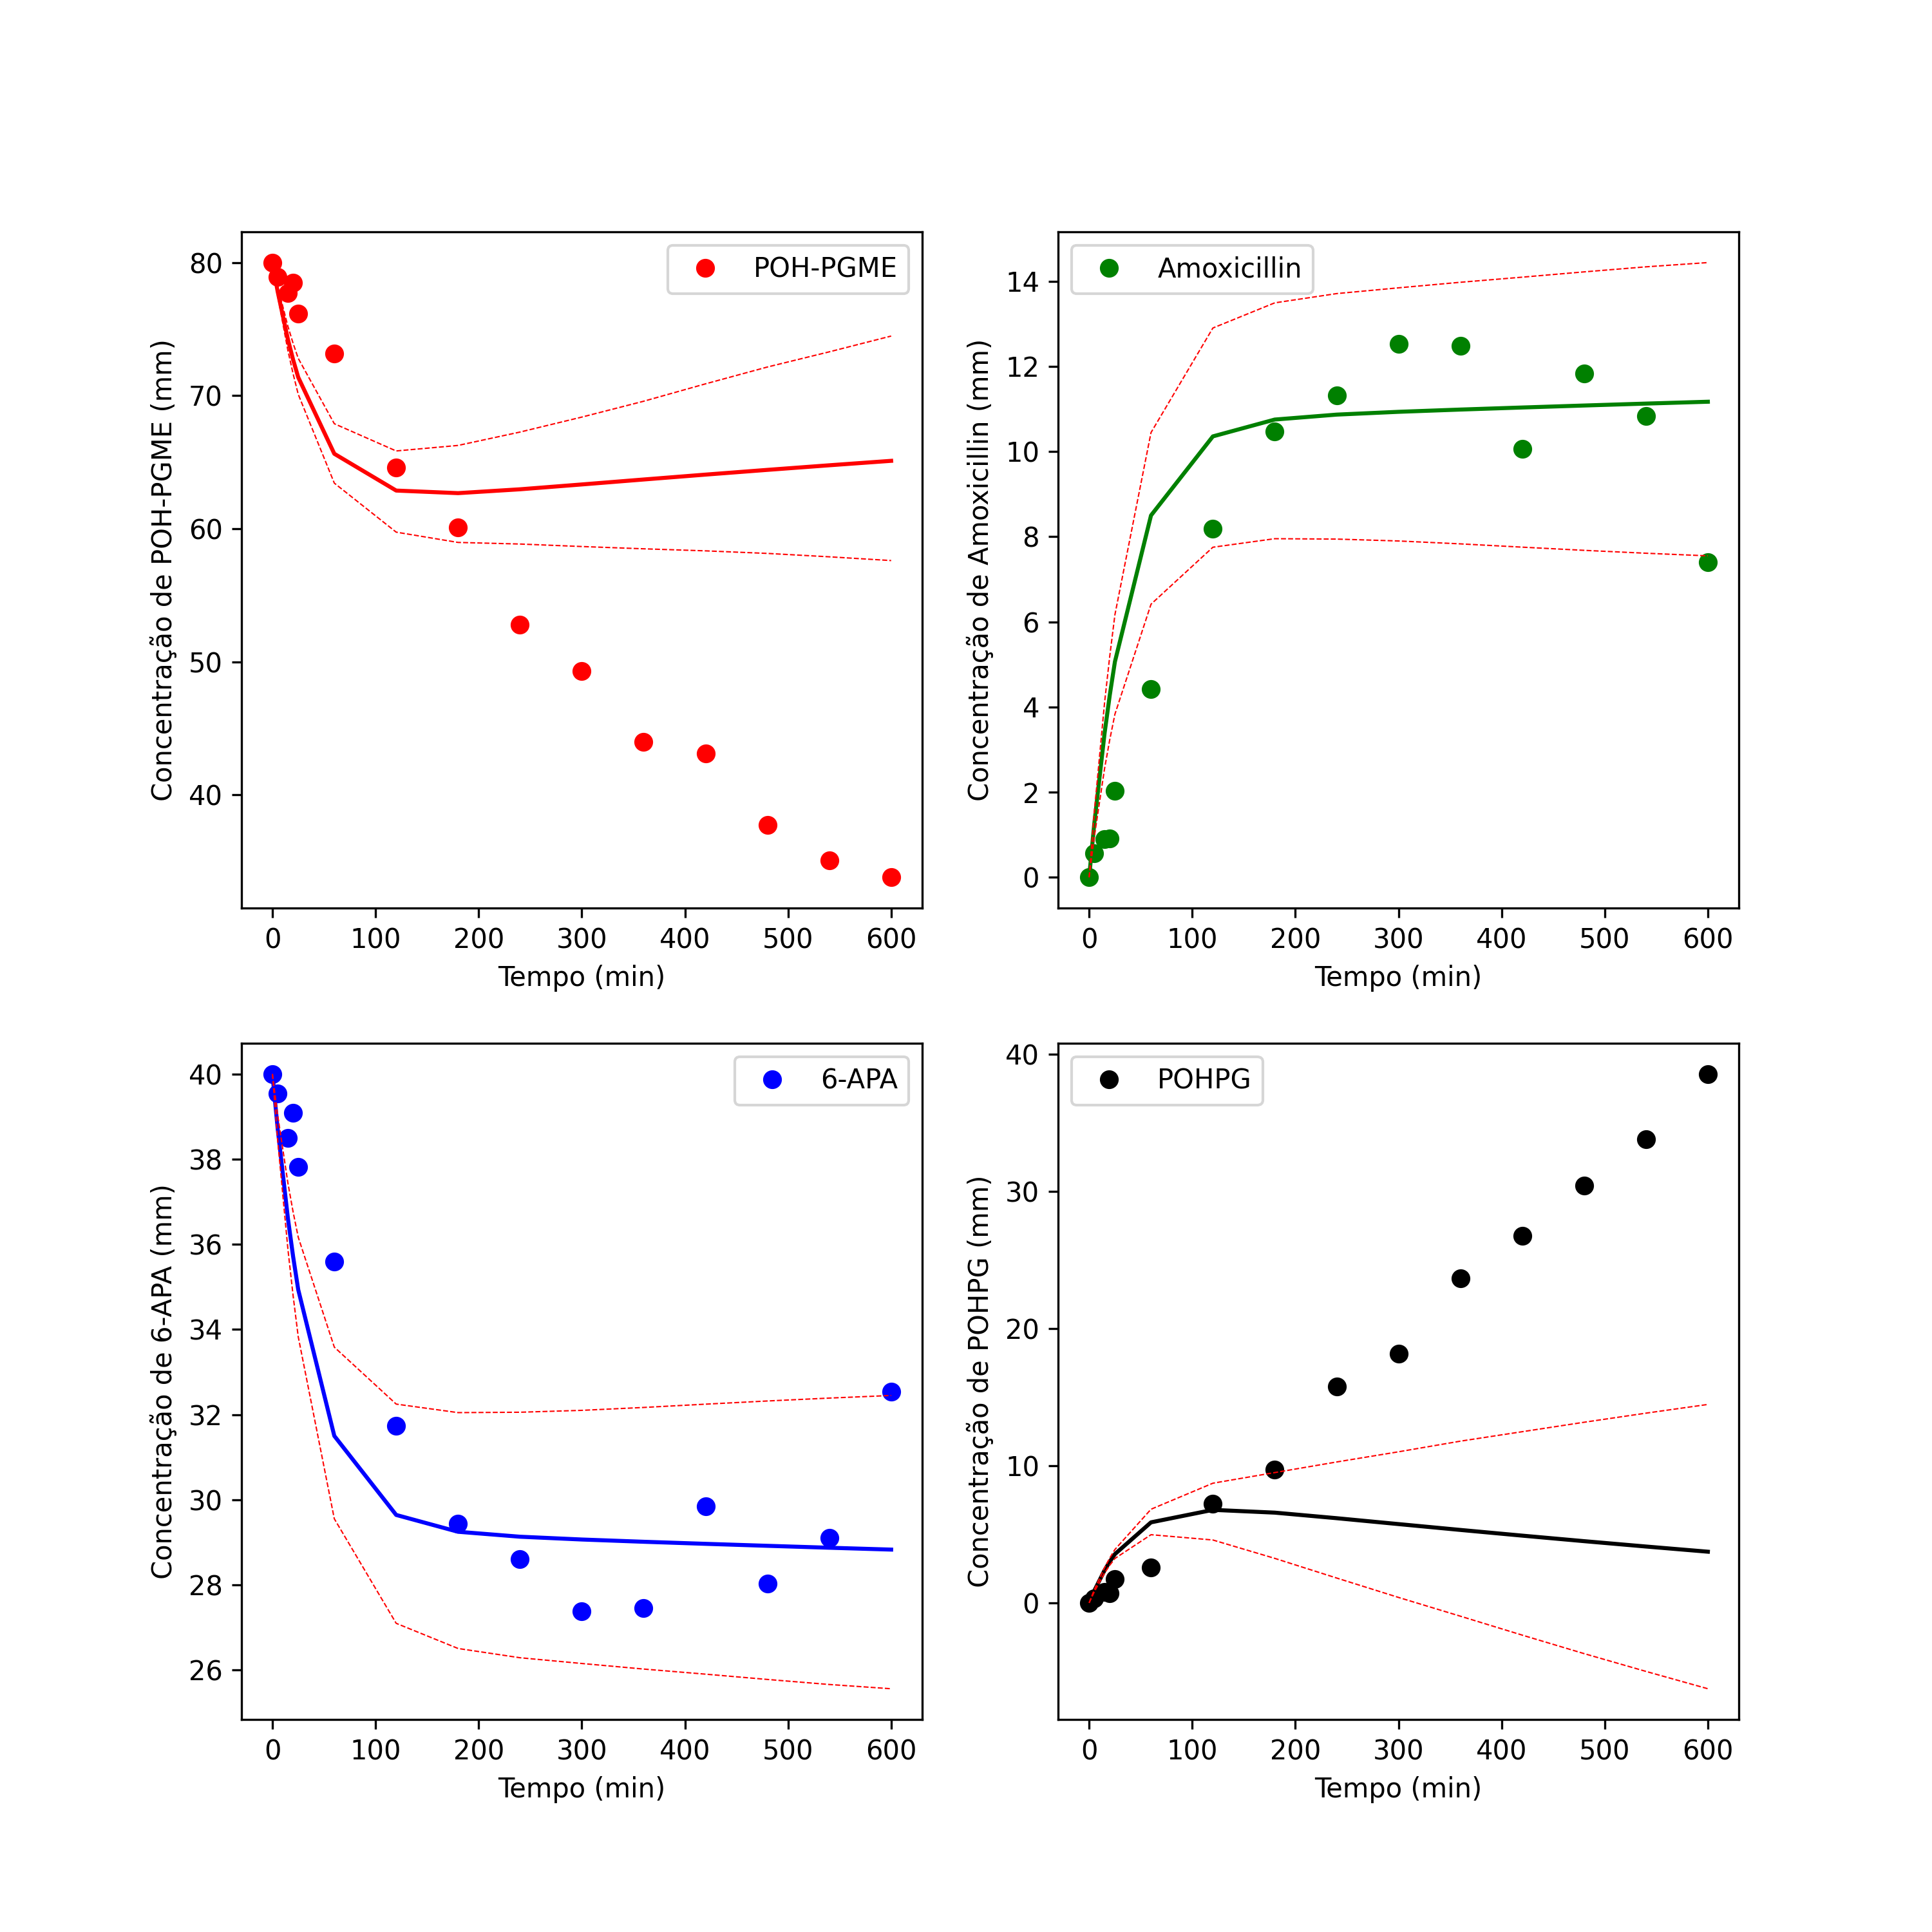 POH-PGME
Concentração de POH-PGME (mm)
80
70
60
50
40
0 100 200 300 400 500 600
Tempo (min)
Amoxicillin
Concentração de Amoxicillin (mm)
14
12
10
8
6
4
2
0
0 100 200 300 400 500 600
Tempo (min)
6-APA
Concentração de 6-APA (mm)
40
38
36
34
32
30
28
26
0 100 200 300 400 500 600
Tempo (min)
POHPG
Concentração de POHPG (mm)
40
30
20
10
0
0 100 200 300 400 500 600
Tempo (min)